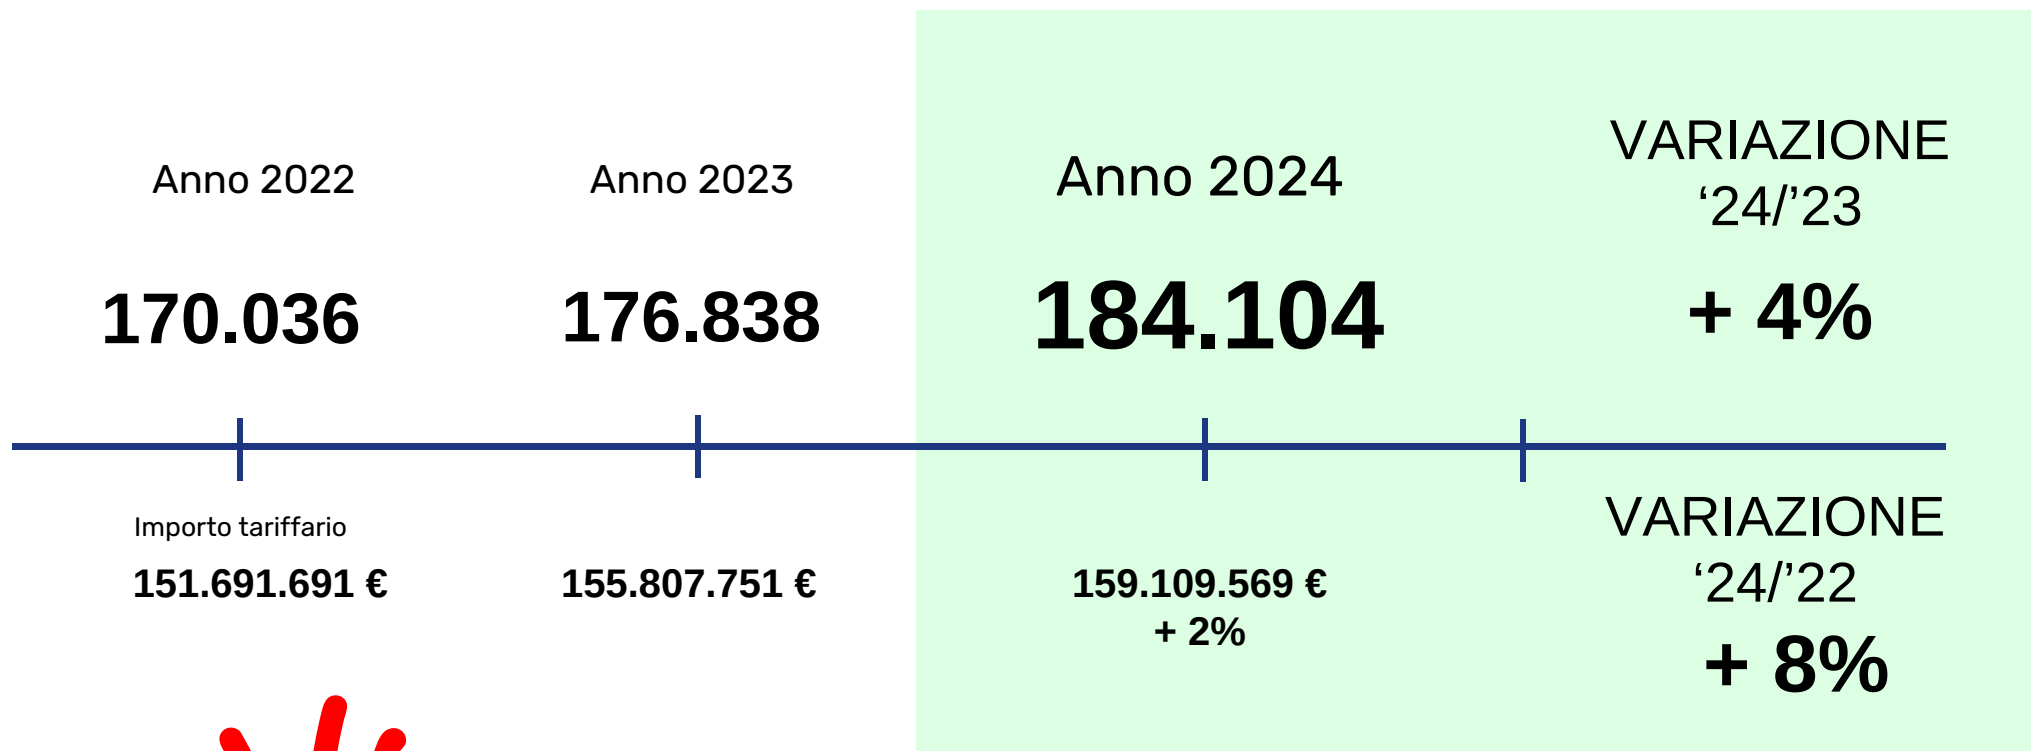 Anno 2022
Anno 2023
Anno 2024
VARIAZIONE
‘24/’23
170.036
176.838
184.104
+ 4%
Importo tariffario
151.691.691 €
155.807.751 €
159.109.569 €
+ 2%
VARIAZIONE
‘24/’22
+ 8%